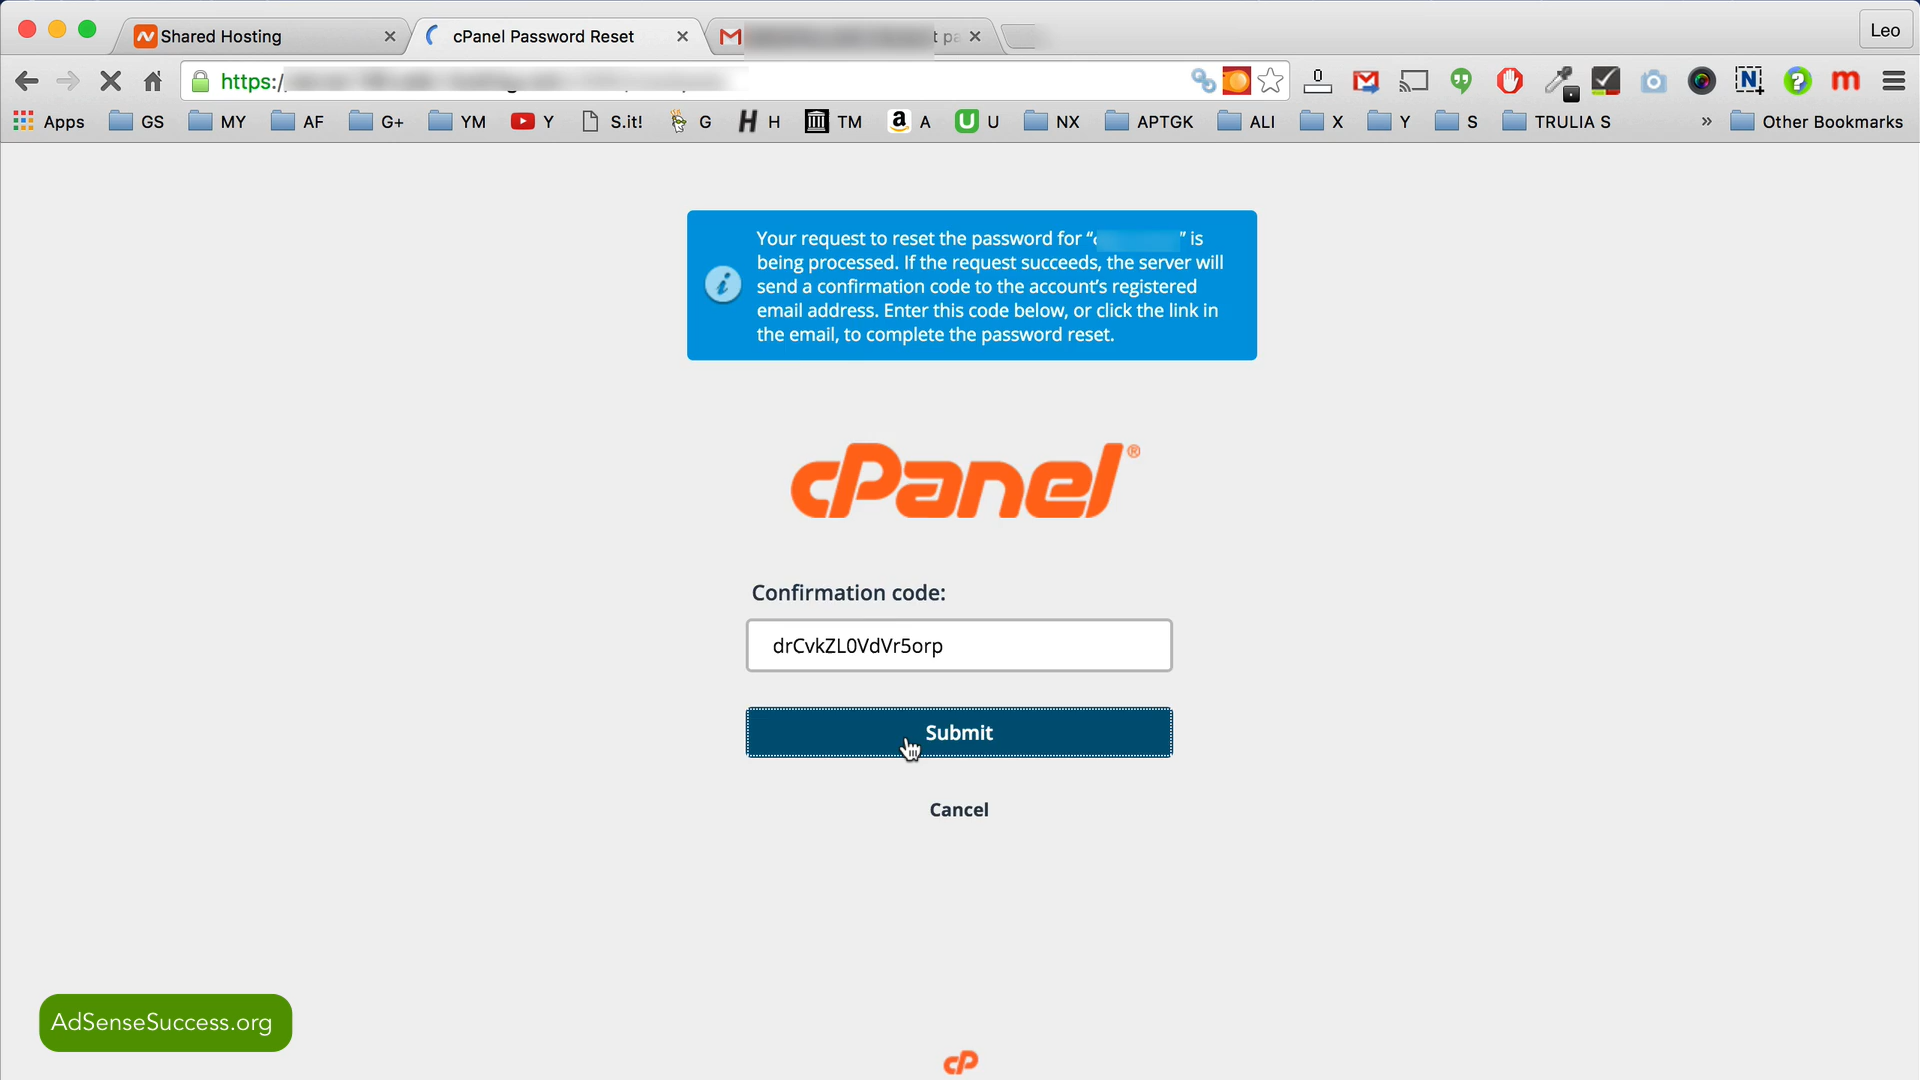 Shared Hosting
cPanel Password Reset
t pa
Leo
https:/
0
Apps GS MY AF G+ YM Y S.it! G H TM A U NX APTGK ALI X Y S TRULIA S » Other Bookmarks
Your request to reset the password for “ ” is
being processed. If the request succeeds, the server will
send a confirmation code to the account’s registered
email address. Enter this code below, or click the link in
the email, to complete the password reset.
cPanel®
Confirmation code:
drCvkZL0VdVr5orp
Submit
Cancel
AdSenseSuccess.org
cP